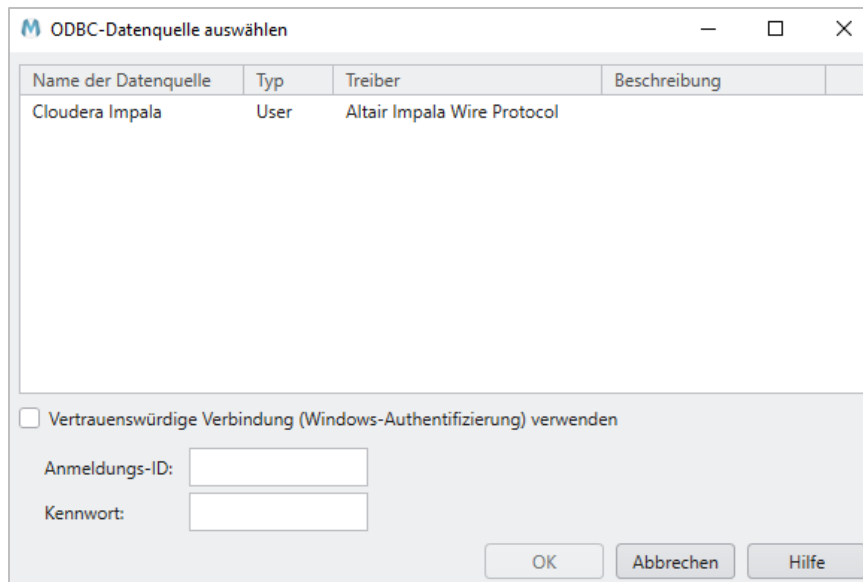 ODBC-Datenquelle auswählen
Name der Datenquelle Typ Treiber Beschreibung
Cloudera Impala User Altair Impala Wire Protocol
Vertrauenswürdige Verbindung (Windows-Authentifizierung) verwenden
Anmeldungs-ID:
Kennwort:
OK Abbrechen Hilfe